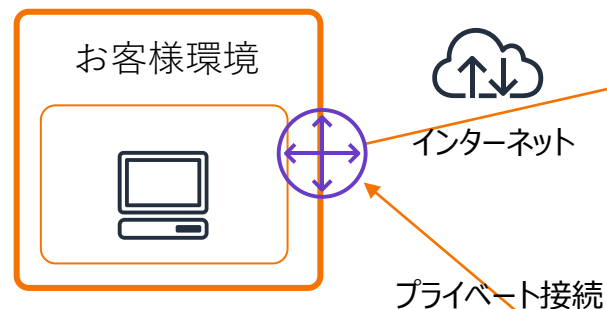 お客様環境
インターネット
プライベート接続